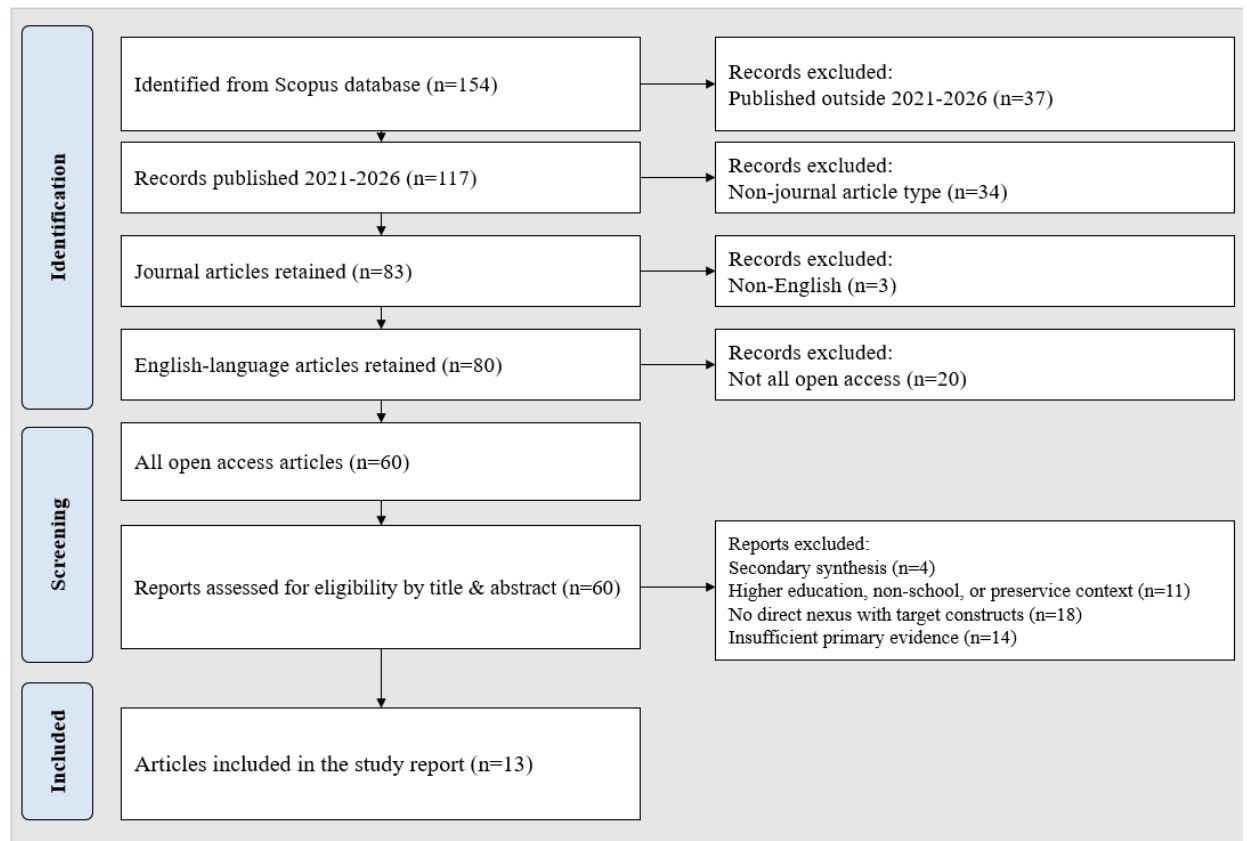 Identification
Identified from Scopus database (n=154)
Records excluded:
Published outside 2021-2026 (n=37)
Records published 2021-2026 (n=117)
Records excluded:
Non-journal article type (n=34)
Journal articles retained (n=83)
Records excluded:
Non-English (n=3)
English-language articles retained (n=80)
Records excluded:
Not all open access (n=20)
Screening
All open access articles (n=60)
Reports assessed for eligibility by title & abstract (n=60)
Reports excluded:
Secondary synthesis (n=4)
Higher education, non-school, or preservice context (n=11)
No direct nexus with target constructs (n=18)
Insufficient primary evidence (n=14)
Included
Articles included in the study report (n=13)